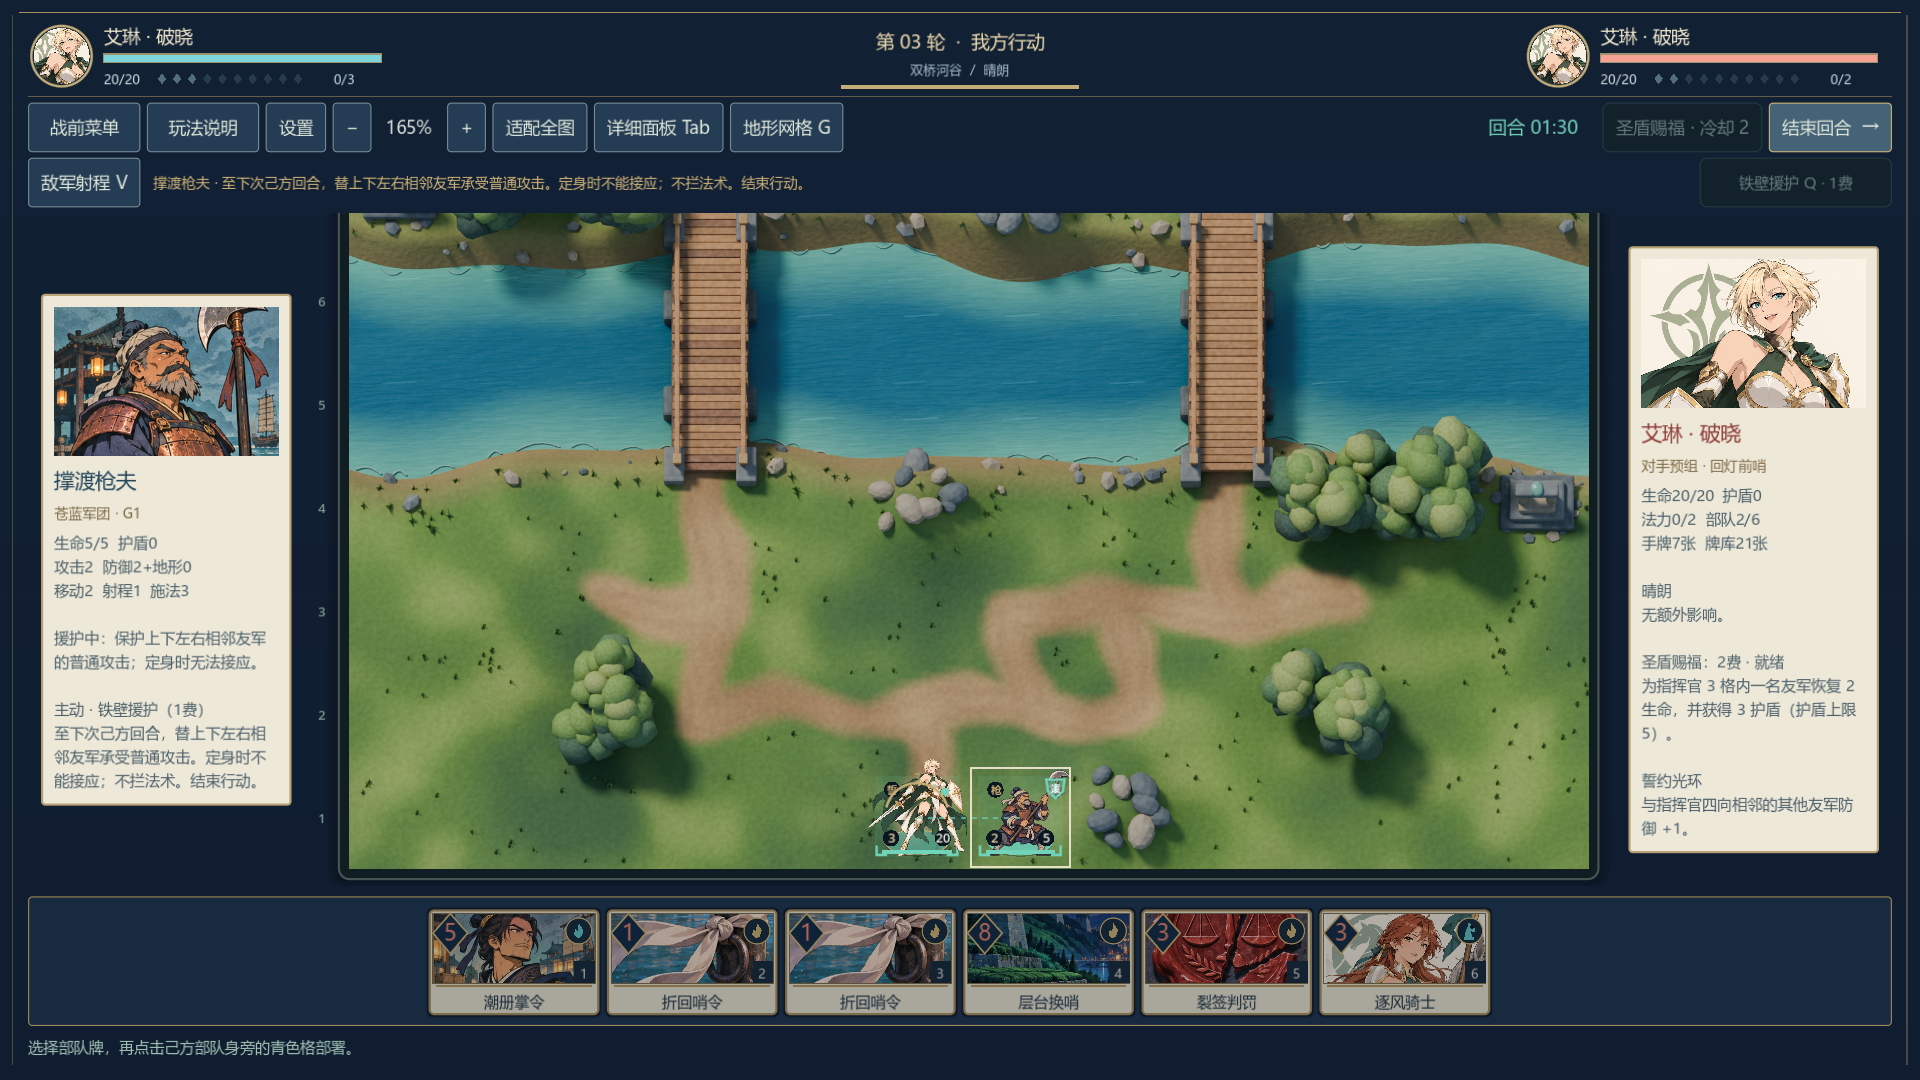 艾琳 · 破晓
20/20
0/3
第 03 轮 · 我方行动
双桥河谷 / 晴朗
艾琳 · 破晓
20/20
0/2
战前菜单
玩法说明
设置
−
165%
+
适配全图
详细面板 Tab
地形网格 G
回合 01:30
圣盾赐福 · 冷却 2
结束回合 →
敌军射程 V
撑渡枪夫 · 至下次己方回合，替上下左右相邻友军承受普通攻击。定身时不能接应；不拦法术。结束行动。
铁壁援护 Q · 1费
撑渡枪夫
苍蓝军团 · G1
生命5/5 护盾0
攻击2 防御2+地形0
移动2 射程1 施法3
援护中：保护上下左右相邻友军
的普通攻击；定身时无法接应。
主动 · 铁壁援护（1费）
至下次己方回合，替上下左右相
邻友军承受普通攻击。定身时不
能接应；不拦法术。结束行动。
6
5
4
3
2
1
3
20
枪
2
5
艾琳 · 破晓
对手预组 · 回灯前哨
生命20/20 护盾0
法力0/2 部队2/6
手牌7张 牌库21张
晴朗
无额外影响。
圣盾赐福：2费 · 就绪
为指挥官 3 格内一名友军恢复 2
生命，并获得 3 护盾（护盾上限
5）。
誓约光环
与指挥官四向相邻的其他友军防
御 +1。
5
1
潮册掌令
1
2
折回哨令
1
3
折回哨令
8
4
层台换哨
3
5
裂签判罚
3
6
逐风骑士
选择部队牌，再点击己方部队身旁的青色格部署。